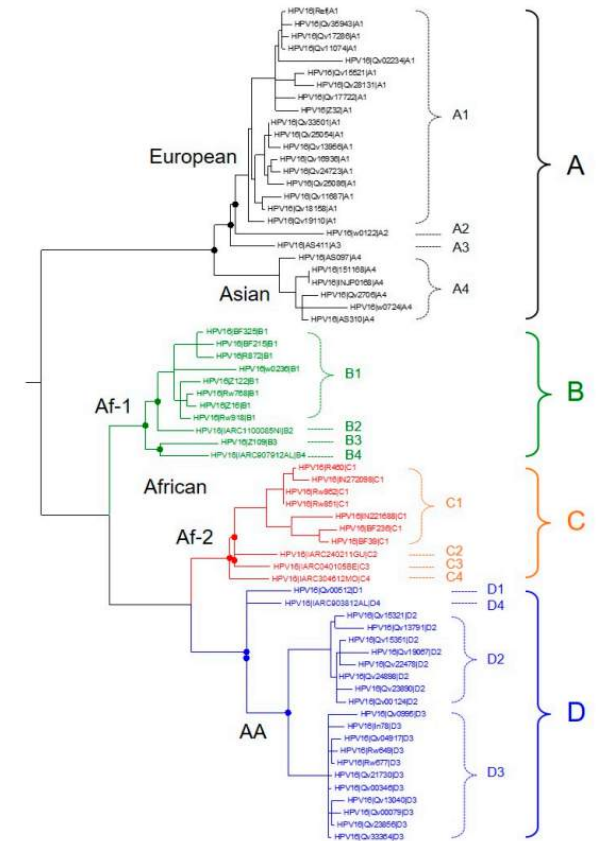 HPV16|Ref|A1
HPV16|Qv35943|A1
HPV16|Qv17286|A1
HPV16|Qv11074|A1
HPV16|Qv02234|A1
HPV16|Qv15521|A1
HPV16|Qv28131|A1
HPV16|Qv17722|A1
HPV16|Z32|A1
HPV16|Qv33501|A1
HPV16|Qv25054|A1
HPV16|Qv13956|A1
HPV16|Qv16936|A1
HPV16|Qv24723|A1
HPV16|Qv26086|A1
HPV16|Qv11687|A1
HPV16|Qv18158|A1
HPV16|Qv19110|A1
A1
European
A
HPV16|w0122|A2
A2
HPV16|AS411|A3
A3
HPV16|AS097|A4
HPV16|151168|A4
HPV16|INJP0168|A4
HPV16|Qv2706|A4
HPV16|w0724|A4
HPV16|AS310|A4
A4
Asian
HPV16|BF325|B1
HPV16|BF215|B1
HPV16|R872|B1
HPV16|w0236|B1
HPV16|Z122|B1
HPV16|Rw768|B1
HPV16|Z16|B1
HPV16|Rw918|B1
B1
B
Af-1
HPV16|IARC1100085NI|B2
B2
HPV16|Z109|B3
B3
HPV16|IARC907912AL|B4
B4
African
HPV16|R460|C1
HPV16|IN272098|C1
HPV16|Rw862|C1
HPV16|Rw851|C1
HPV16|IN221688|C1
HPV16|BF236|C1
HPV16|BF39|C1
C1
C
Af-2
HPV16|IARC240211GU|C2
C2
HPV16|IARC040105BE|C3
C3
HPV16|IARC304612MO|C4
C4
HPV16|Qv00512|D1
D1
HPV16|IARC903812AL|D4
D4
HPV16|Qv15321|D2
HPV16|Qv13791|D2
HPV16|Qv15351|D2
HPV16|Qv19067|D2
HPV16|Qv22478|D2
HPV16|Qv24898|D2
HPV16|Qv23890|D2
HPV16|Qv00124|D2
D2
D
AA
HPV16|Qv0995|D3
HPV16|In78|D3
HPV16|Qv04917|D3
HPV16|Rw649|D3
HPV16|Rw677|D3
HPV16|Qv21730|D3
HPV16|Qv00346|D3
HPV16|Qv13040|D3
HPV16|Qv00079|D3
HPV16|Qv23856|D3
HPV16|Qv33364|D3
D3